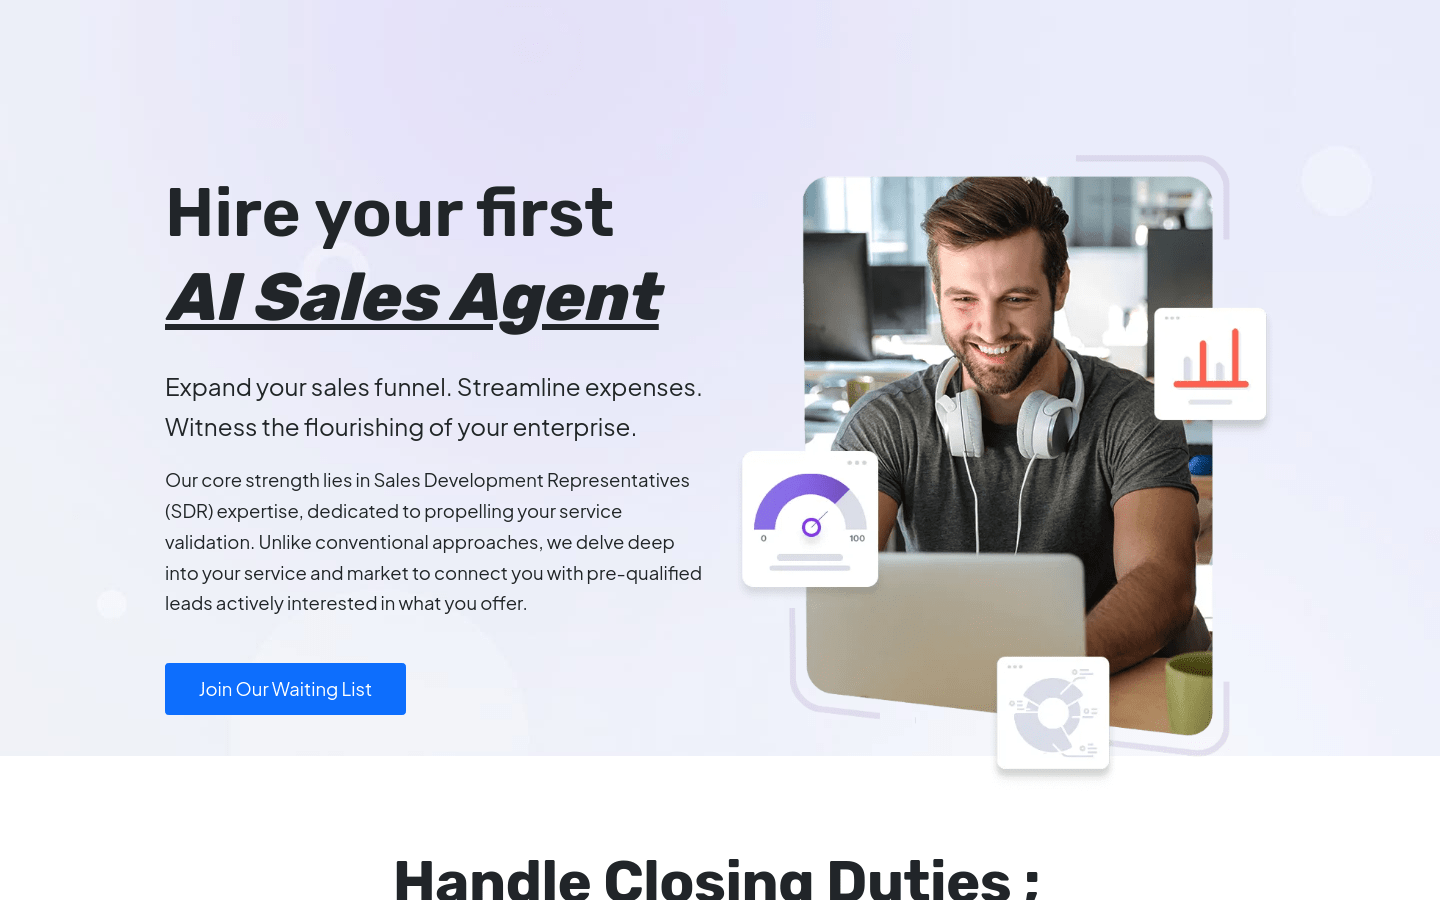 Hire your first
AI Sales Agent
Expand your sales funnel. Streamline expenses.
Witness the flourishing of your enterprise.
Our core strength lies in Sales Development Representatives
(SDR) expertise, dedicated to propelling your service
validation. Unlike conventional approaches, we delve deep
into your service and market to connect you with pre-qualified
leads actively interested in what you offer.
Join Our Waiting List
0 100
Handle Closing Duties ;